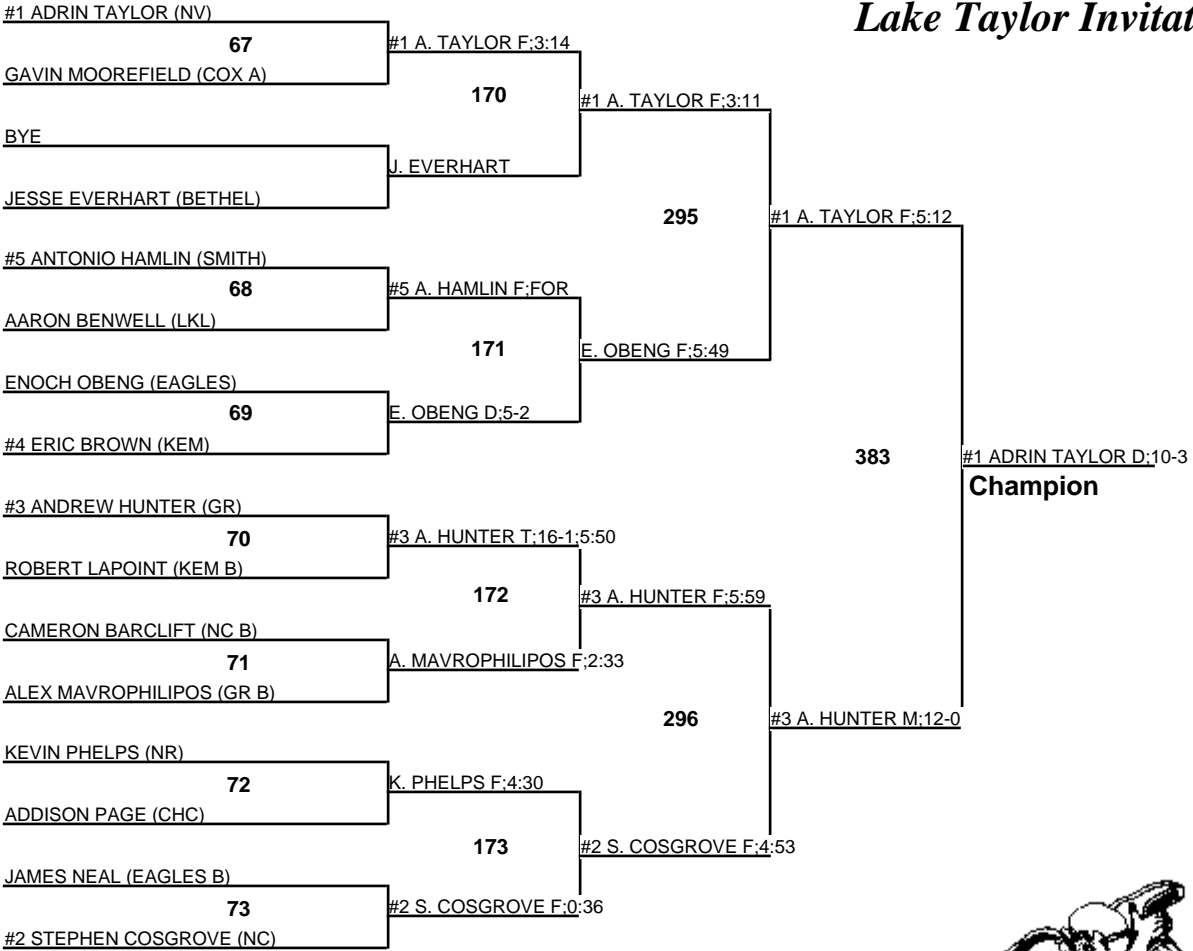 Lake Taylor Invitat
#1 ADRIN TAYLOR (NV)
67
GAVIN MOOREFIELD (COX A)
BYE
JESSE EVERHART (BETHEL)
#5 ANTONIO HAMLIN (SMITH)
68
AARON BENWELL (LKL)
ENOCH OBENG (EAGLES)
69
#4 ERIC BROWN (KEM)
#3 ANDREW HUNTER (GR)
70
ROBERT LAPOINT (KEM B)
CAMERON BARCLIFT (NC B)
71
ALEX MAVROPHILIPOS (GR B)
KEVIN PHELPS (NR)
72
ADDISON PAGE (CHC)
JAMES NEAL (EAGLES B)
73
#2 STEPHEN COSGROVE (NC)
#1 A. TAYLOR F;3:14
170
J. EVERHART
#5 A. HAMLIN F;FOR
171
E. OBENG D;5-2
#3 A. HUNTER T;16-1;5:50
172
A. MAVROPHILIPOS F;2:33
K. PHELPS F;4:30
173
#2 S. COSGROVE F;0:36
#1 A. TAYLOR F;3:11
295
E. OBENG F;5:49
#3 A. HUNTER F;5:59
296
#2 S. COSGROVE F;4:53
#1 A. TAYLOR F;5:12
383
#3 A. HUNTER M;12-0
#1 ADRIN TAYLOR D;10-3
Champion